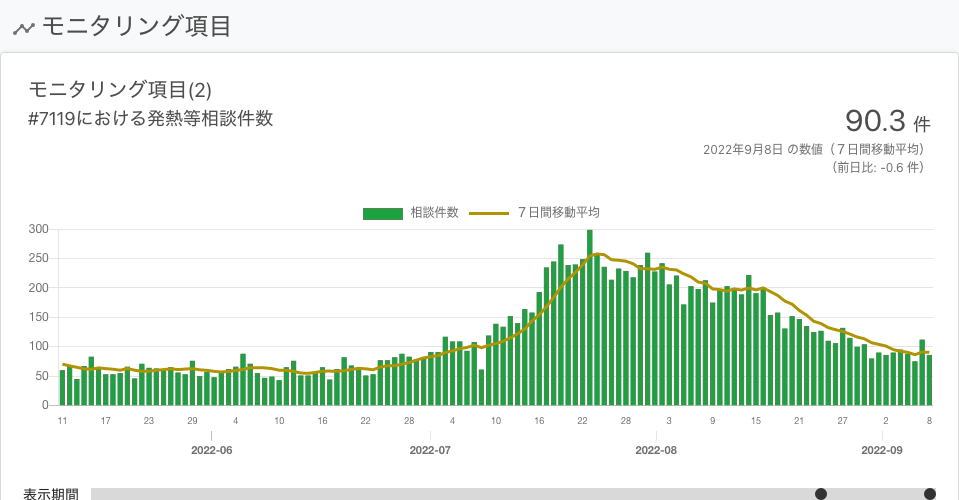 モニタリング項目
モニタリング項目(2)
#7119における発熱等相談件数
90.3 件
2022年9月8日 の数値（７日間移動平均）
（前日比: -0.6 件）
相談件数 ７日間移動平均
300
250
200
150
100
50
0
11 17 23 29 4 10 16 22 28 4 10 16 22 28 3 9 15 21 27 2 8
2022-06 2022-07 2022-08 2022-09
表示期間